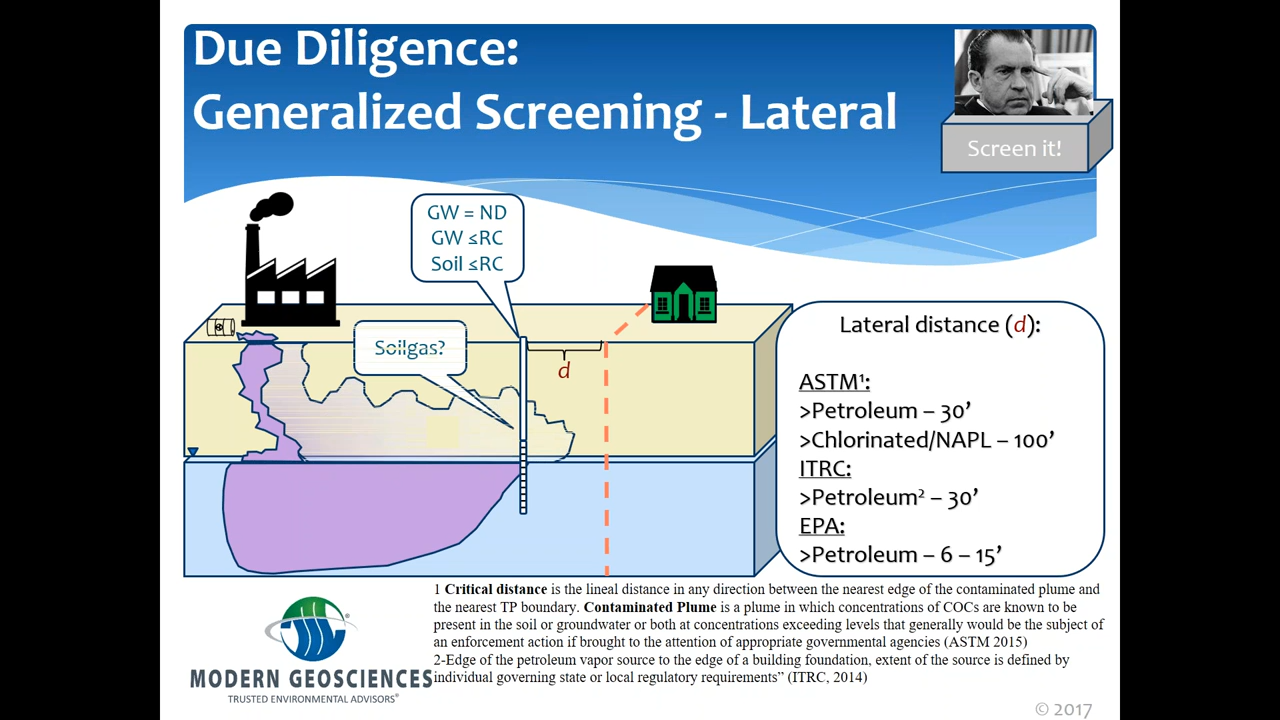 Due Diligence:
Generalized Screening - Lateral
Screen it!
GW = ND
GW ≤RC
Soil ≤RC
Soilgas?
d
Lateral distance (d):
ASTM¹:
>Petroleum – 30’
>Chlorinated/NAPL – 100’
ITRC:
>Petroleum² – 30’
EPA:
>Petroleum – 6 – 15’
1 Critical distance is the lineal distance in any direction between the nearest edge of the contaminated plume and
the nearest TP boundary. Contaminated Plume is a plume in which concentrations of COCs are known to be
present in the soil or groundwater or both at concentrations exceeding levels that generally would be the subject of
an enforcement action if brought to the attention of appropriate governmental agencies (ASTM 2015)
2-Edge of the petroleum vapor source to the edge of a building foundation, extent of the source is defined by
individual governing state or local regulatory requirements” (ITRC, 2014)
MODERN GEOSCIENCES
TRUSTED ENVIRONMENTAL ADVISORS®
© 2017